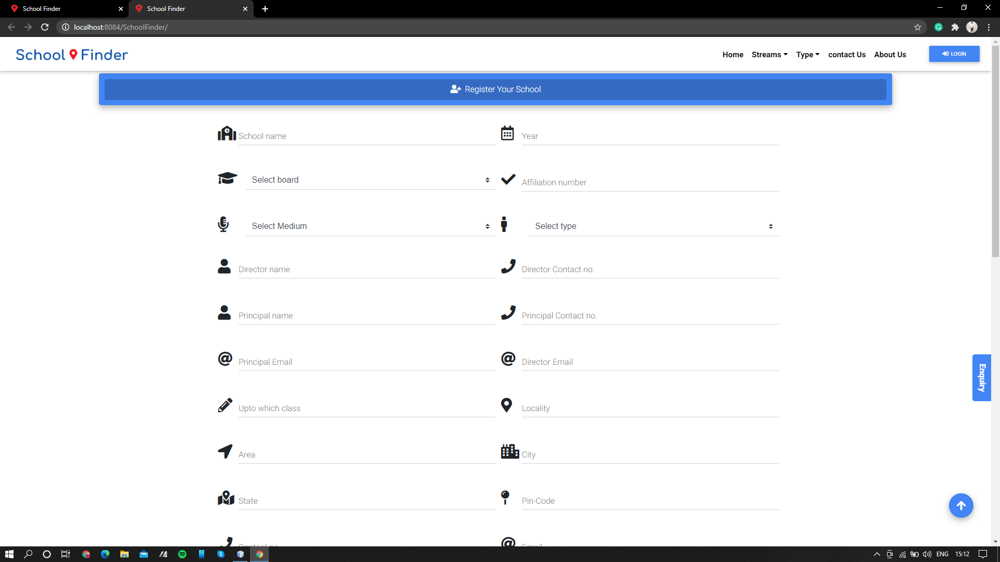 School Finder
School Finder
localhost:8084/SchoolFinder/
School Finder
Home Streams Type contact Us About Us LOGIN
Register Your School
School name Year
Select board Affiliation number
Select Medium Select type
Director name Director Contact no.
Principal name Principal Contact no.
Principal Email Director Email
Enquiry
Upto which class Locality
Area City
State Pin-Code
Contact no Email
ENG 15:12